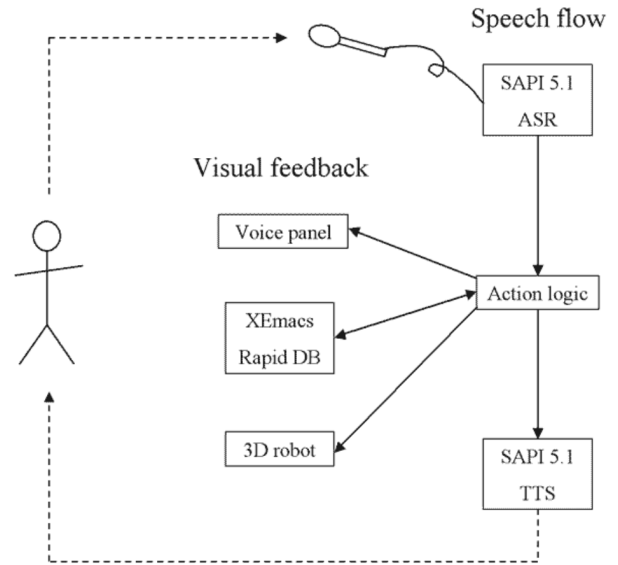 Speech flow
SAPI 5.1
ASR
Visual feedback
Voice panel
Action logic
XEmacs
Rapid DB
3D robot
SAPI 5.1
TTS